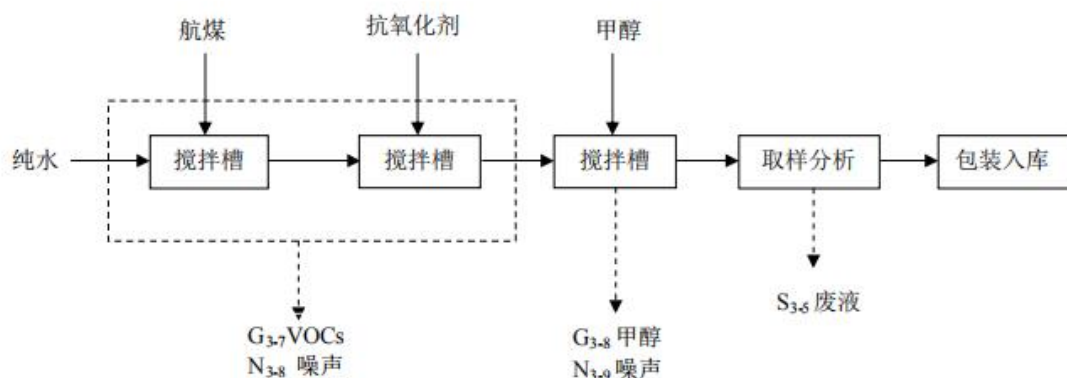 航煤
抗氧化剂
甲醇
纯水
搅拌槽
搅拌槽
搅拌槽
取样分析
包装入库
S3-5废液
G3-7VOCs
N3-8 噪声
G3-8甲醇
N3-9噪声